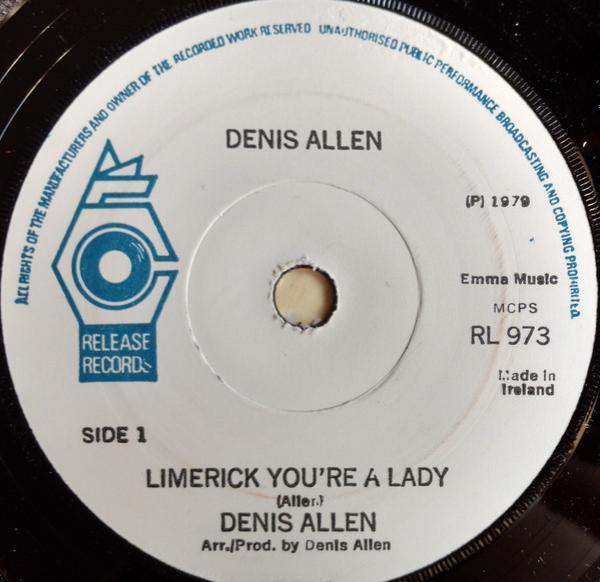 ALL RIGHTS OF THE MANUFACTURERS AND OWNER OF THE RECORDED WORK RESERVED UNAUTHORISED PUBLIC PERFORMANCE BROADCASTING AND COPYING PROHIBITED
DENIS ALLEN
(P) 1979
Emma Music
MCPS
RL 973
Made in
Ireland
RELEASE
RECORDS
SIDE 1
LIMERICK YOU'RE A LADY
(Allen)
DENIS ALLEN
Arr./Prod. by Denis Allen